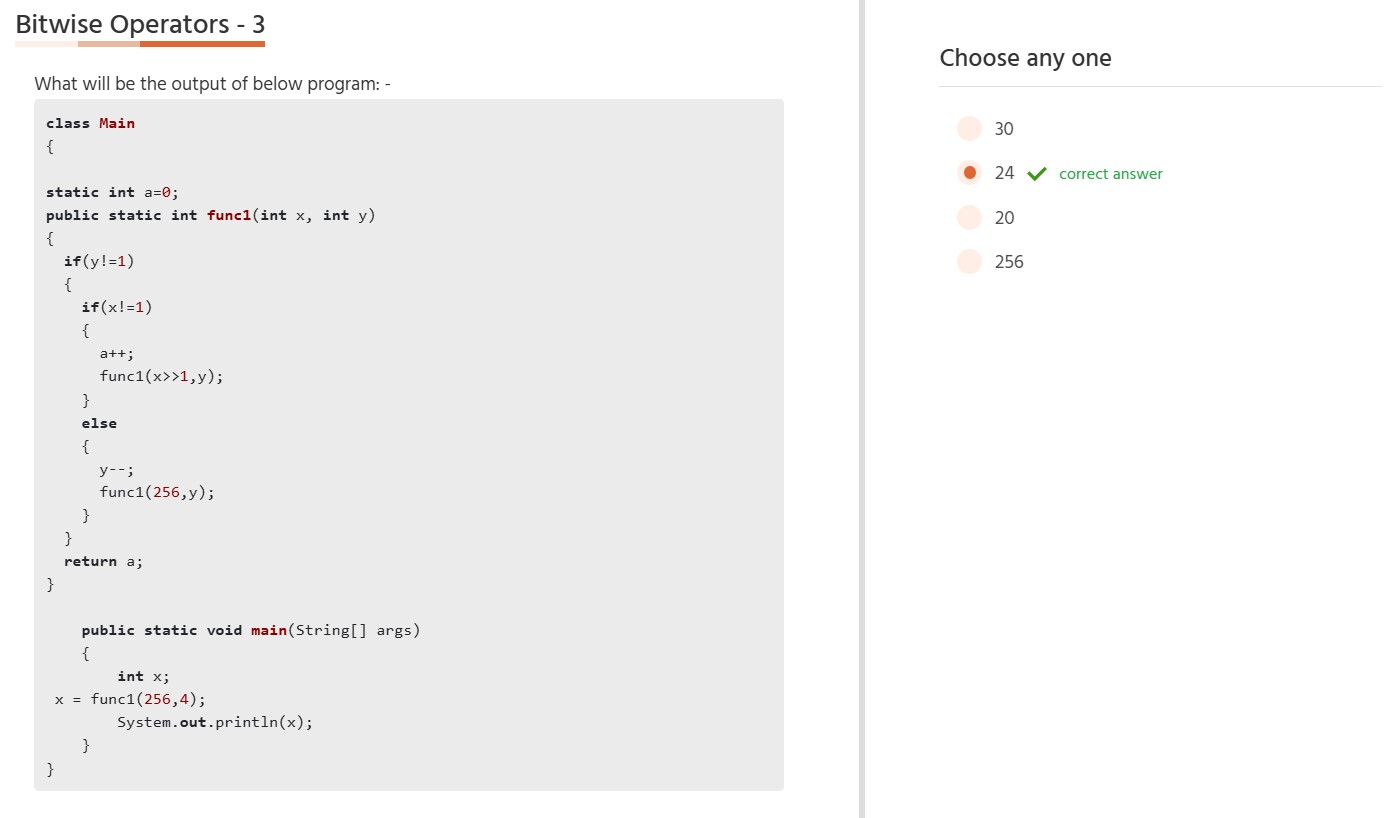 Bitwise Operators - 3
What will be the output of below program: -
class Main
{
static int a=0;
public static int func1(int x, int y)
{
if(y!=1)
{
if(x!=1)
{
a++;
func1(x>>1,y);
}
else
{
y--;
func1(256,y);
}
}
return a;
}
public static void main(String[] args)
{
int x;
x = func1(256,4);
System.out.println(x);
}
}
Choose any one
30
24 correct answer
20
256